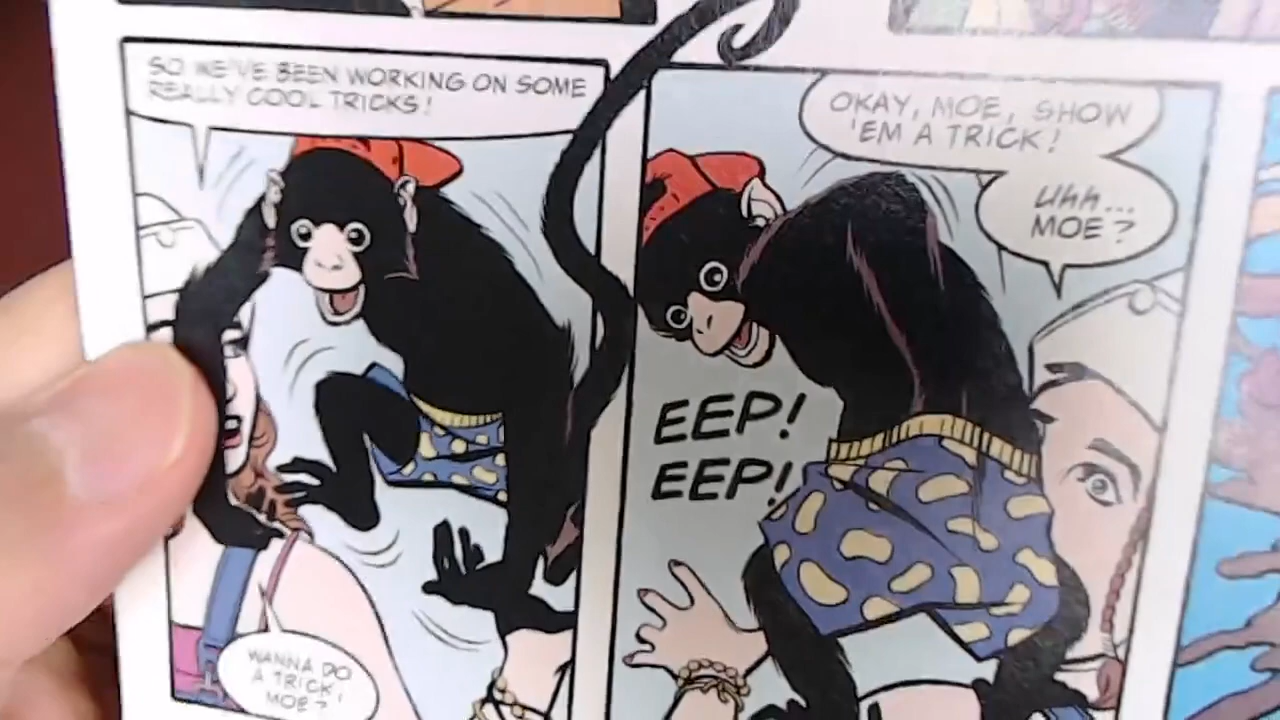 SO WE'VE BEEN WORKING ON SOME
REALLY COOL TRICKS!
WANNA DO
A TRICK,
MOE?
OKAY, MOE, SHOW
'EM A TRICK!
Uhh...
MOE?
EEP!
EEP!